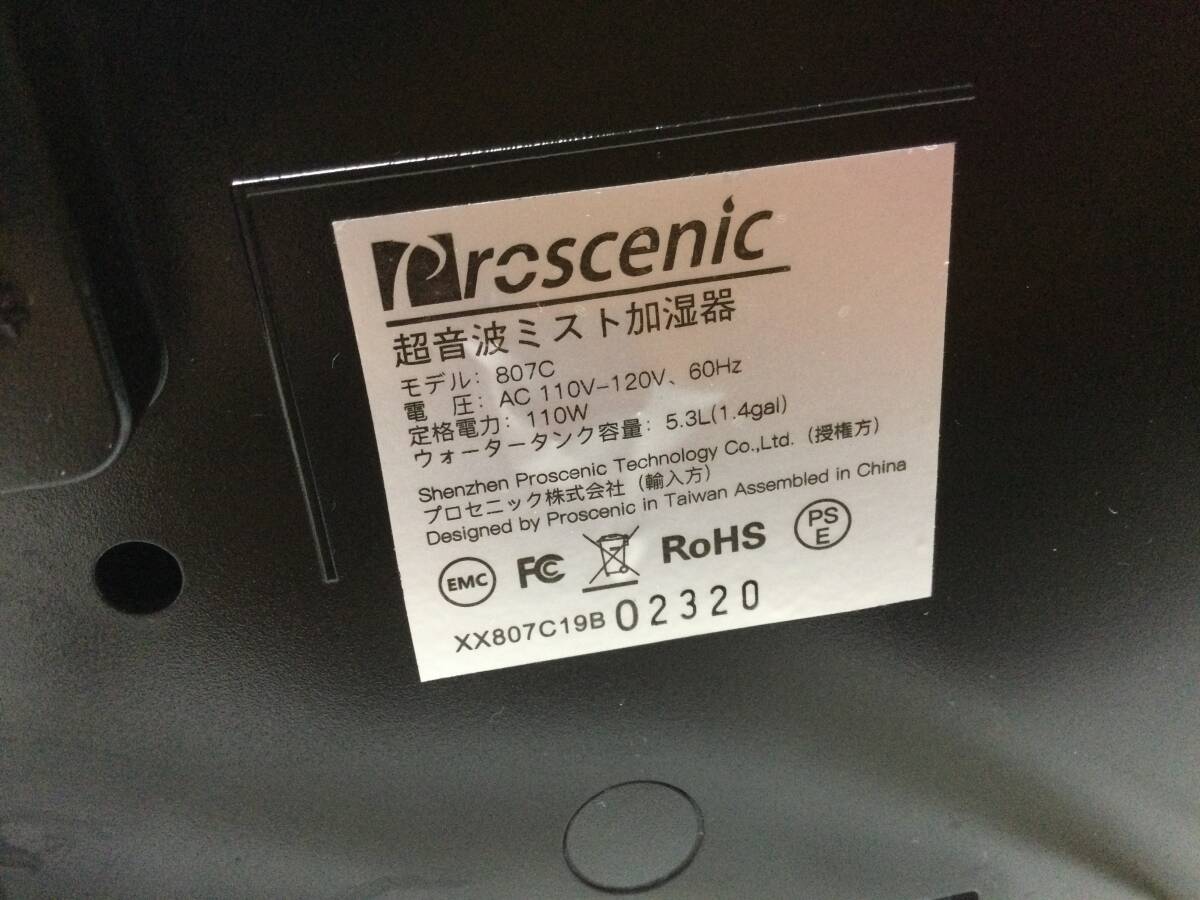 Proscenic
超音波ミスト加湿器
モデル: 807C
電 圧: AC 110V-120V、60Hz
定格電力: 110W
ウォータータンク容量: 5.3L(1.4gal)
Shenzhen Proscenic Technology Co.,Ltd.（授権方）
プロセニック株式会社（輸入方）
Designed by Proscenic in Taiwan Assembled in China
EMC FC RoHS PSE
XX807C19B 02320